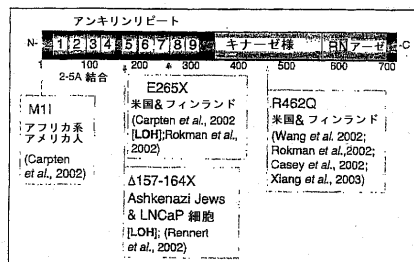 アンキリンリピート
N- 1 2 3 4 5 6 7 8 9 キナーゼ様 RNアーゼ -C
1 100 200 300 400 500 600 700
2-5A 結合
M1I
アフリカ系
アメリカ人
(Carpten
et al., 2002)
E265X
米国&フィンランド
(Carpten et al., 2002
[LOH];Rokman et al.,
2002)
Δ157-164X
Ashkenazi Jews
& LNCaP 細胞
[LOH]; (Rennert
et al., 2002)
R462Q
米国&フィンランド
(Wang et al. 2002;
Rokman et al.,2002;
Casey et al., 2002;
Xiang et al., 2003)